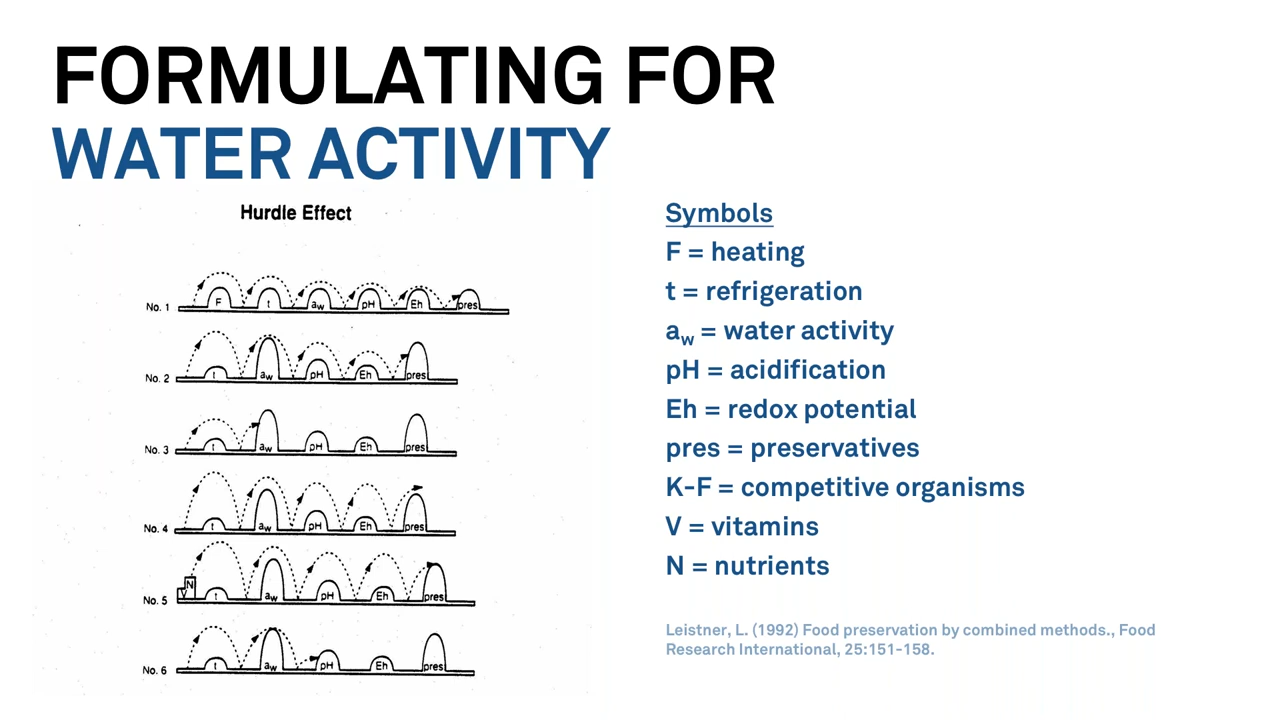 FORMULATING FOR
WATER ACTIVITY
Hurdle Effect
No. 1 F t aw pH Eh pres
No. 2 t aw pH Eh pres
No. 3 t aw pH Eh pres
No. 4 t aw pH Eh pres
No. 5 V N t aw pH Eh pres
No. 6 t aw pH Eh pres
Symbols
F = heating
t = refrigeration
aw = water activity
pH = acidification
Eh = redox potential
pres = preservatives
K-F = competitive organisms
V = vitamins
N = nutrients
Leistner, L. (1992) Food preservation by combined methods., Food
Research International, 25:151-158.